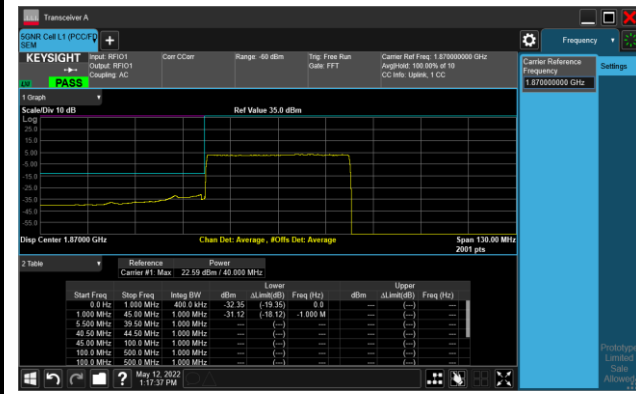 Transceiver A
5GNR Cell L1 (PCC/FD
SEM
Frequency
KEYSIGHT Input: RFIO1 Corr CCorr Range: -60 dBm Trig: Free Run Carrier Ref Freq: 1.870000000 GHz
Output: RFIO1 Gate: FFT Avg|Hold: 100.00% of 10
Coupling: AC CC Info: Uplink, 1 CC
PASS
Carrier Reference
Frequency
1.870000000 GHz
Settings
1 Graph
Scale/Div 10 dB Ref Value 35.0 dBm
Log
25.0
15.0
5.00
-5.00
-15.0
-25.0
-35.0
-45.0
-55.0
Disp Center 1.87000 GHz Chan Det: Average , #Offs Det: Average Span 130.00 MHz
2001 pts
2 Table Reference Power
Carrier #1: Max 22.59 dBm / 40.000 MHz
Lower Upper
Start Freq Stop Freq Integ BW dBm ΔLimit(dB) Freq (Hz) dBm ΔLimit(dB) Freq (Hz)
0.0 Hz 1.000 MHz 400.0 kHz -32.35 (-19.35) 0.0 --- (---) ---
1.000 MHz 45.00 MHz 1.000 MHz -31.12 (-18.12) -1.000 M --- (---) ---
5.500 MHz 39.50 MHz 1.000 MHz --- (---) --- --- (---) ---
40.50 MHz 44.50 MHz 1.000 MHz --- (---) --- --- (---) ---
45.00 MHz 100.0 MHz 1.000 MHz --- (---) --- --- (---) ---
100.0 MHz 500.0 MHz 1.000 MHz --- (---) --- --- (---) ---
100.0 MHz 500.0 MHz 1.000 MHz --- (---) --- --- (---) ---
Prototype
Limited
Sale
Allowed
? May 12, 2022
1:17:37 PM